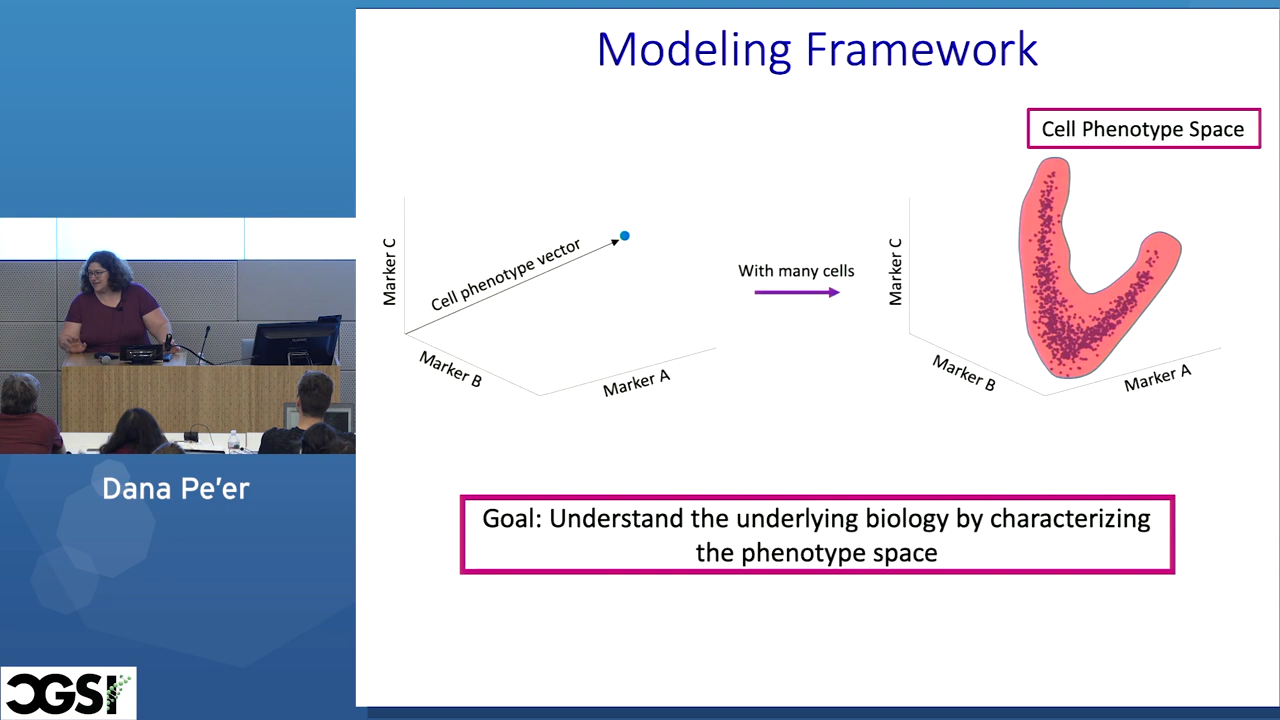 Modeling Framework
Cell Phenotype Space
Marker C
Cell phenotype vector
Marker B
Marker A
With many cells
Marker C
Marker B
Marker A
Goal: Understand the underlying biology by characterizing
the phenotype space
Dana Pe'er
CGSI